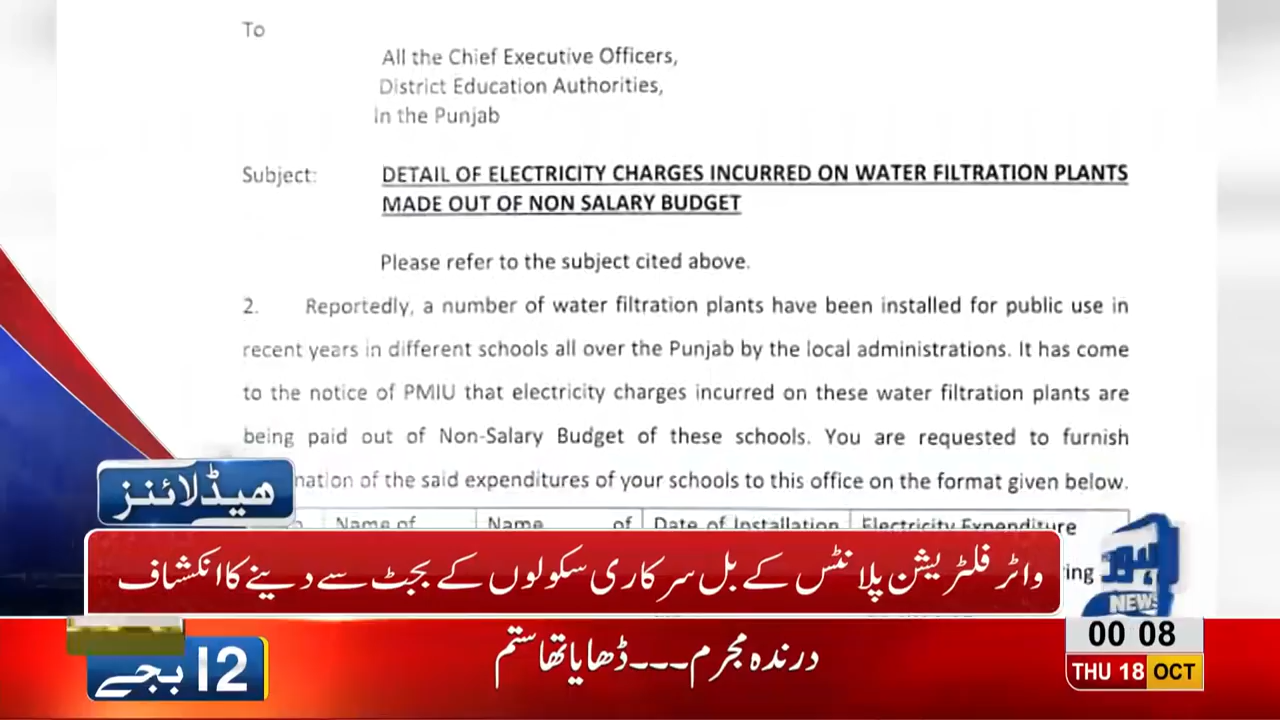 To
All the Chief Executive Officers,
District Education Authorities,
In the Punjab
Subject:
DETAIL OF ELECTRICITY CHARGES INCURRED ON WATER FILTRATION PLANTS
MADE OUT OF NON SALARY BUDGET
Please refer to the subject cited above.
2. Reportedly, a number of water filtration plants have been installed for public use in
recent years in different schools all over the Punjab by the local administrations. It has come
to the notice of PMIU that electricity charges incurred on these water filtration plants are
being paid out of Non-Salary Budget of these schools. You are requested to furnish
of the said expenditures of your schools to this office on the format given below.
Name of Name of Date of Installation Electricity Expenditure
ھیڈلائنز
واٹر فلٹریشن پلانٹس کے بل سرکاری سکولوں کے بجٹ سے دینے کا انکشاف
نیوز
NEWS
درندہ مجرم۔۔۔ڈھایا تھا ستم
12 بجے
00 08
THU 18 OCT